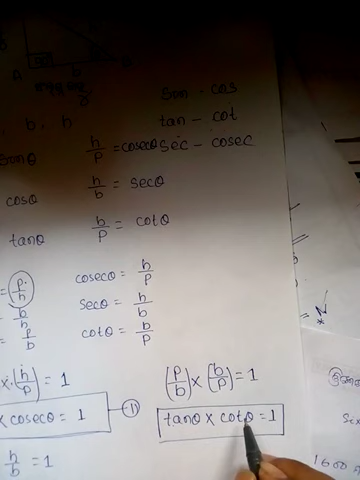 A
b
Sin - cos
tan - cot
b. h
h/p = cosecθ sec - cosec
cosθ
h/b = secθ
tanθ
b/p = cotθ
cosecθ = h/p
= p/h
secθ = h/b
= b/h
cotθ = b/p
= p/b
× (h/p) = 1
(p/b) × (b/p) = 1
× cosecθ = 1
tanθ × cotθ = 1
h/b = 1
1600